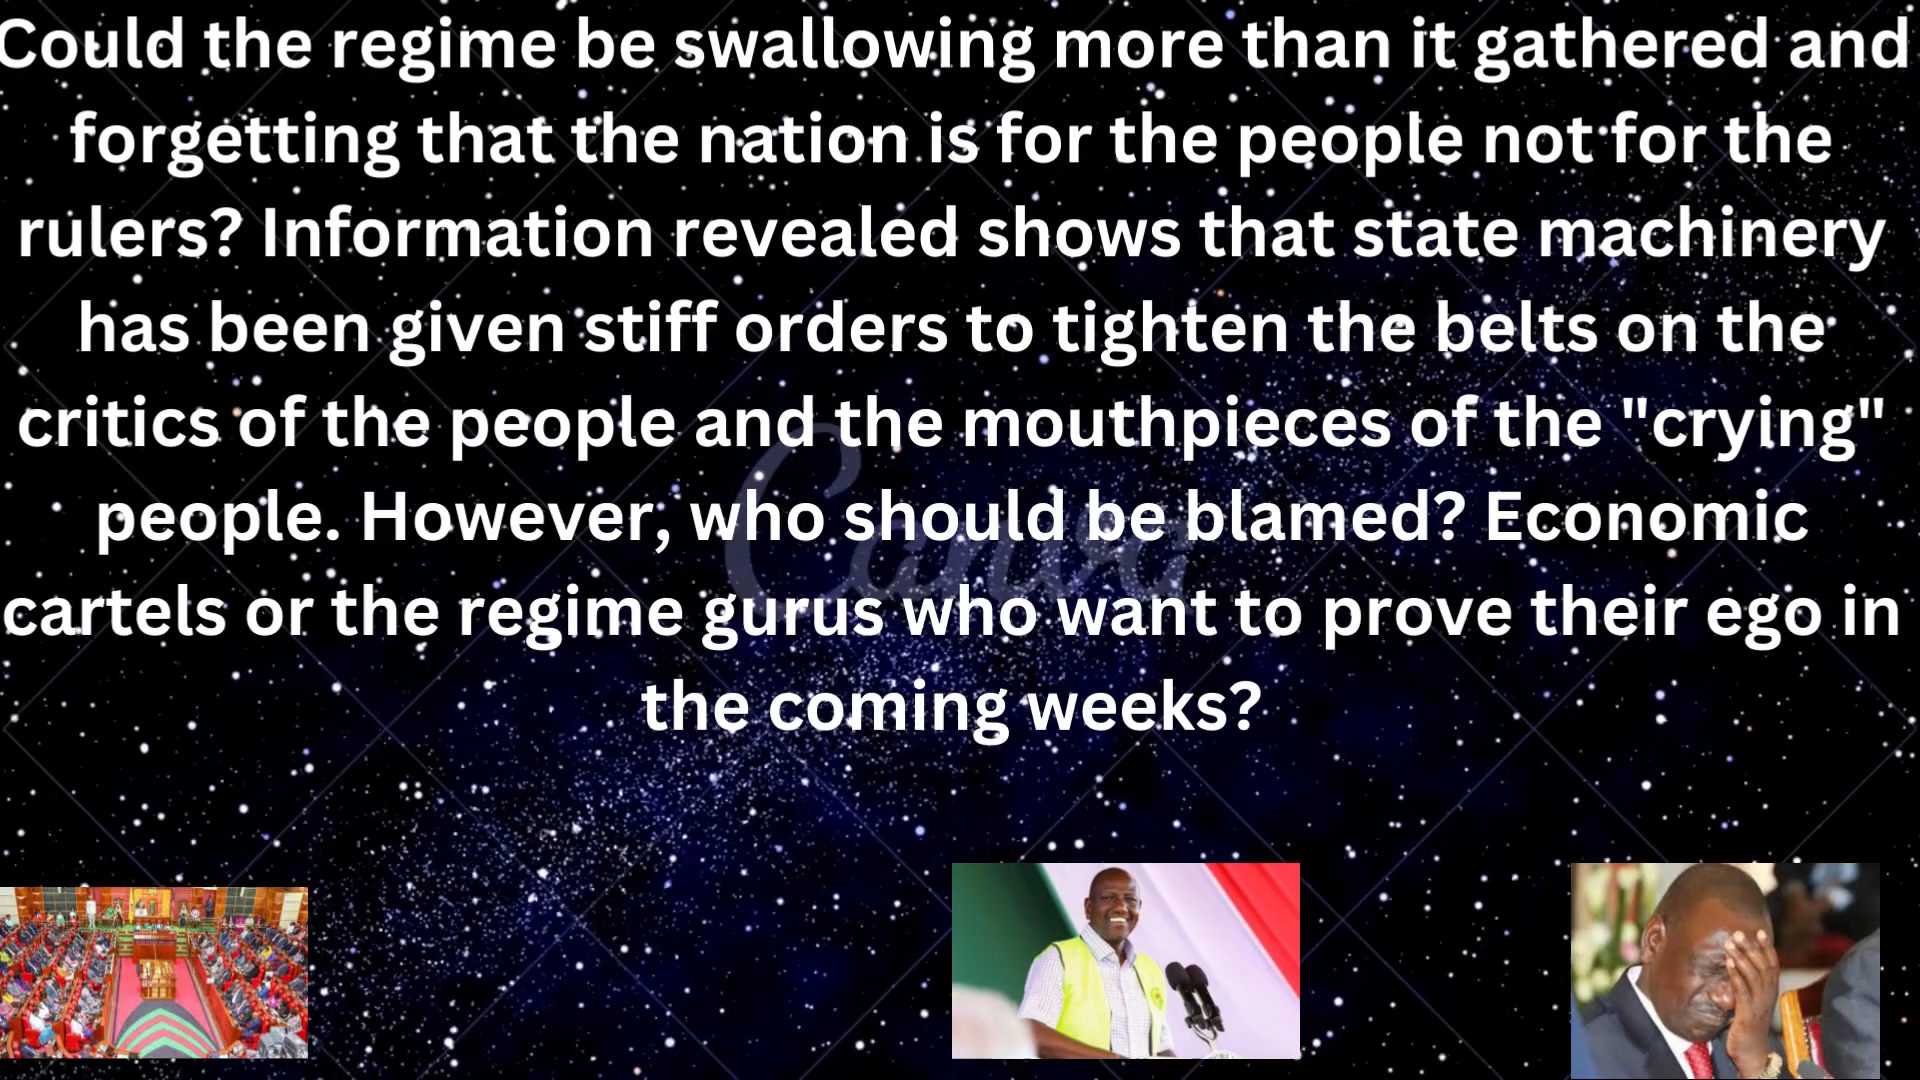 Could the regime be swallowing more than it gathered and
forgetting that the nation is for the people not for the
rulers? Information revealed shows that state machinery
has been given stiff orders to tighten the belts on the
critics of the people and the mouthpieces of the "crying"
people. However, who should be blamed? Economic
cartels or the regime gurus who want to prove their ego in
the coming weeks?
Canva